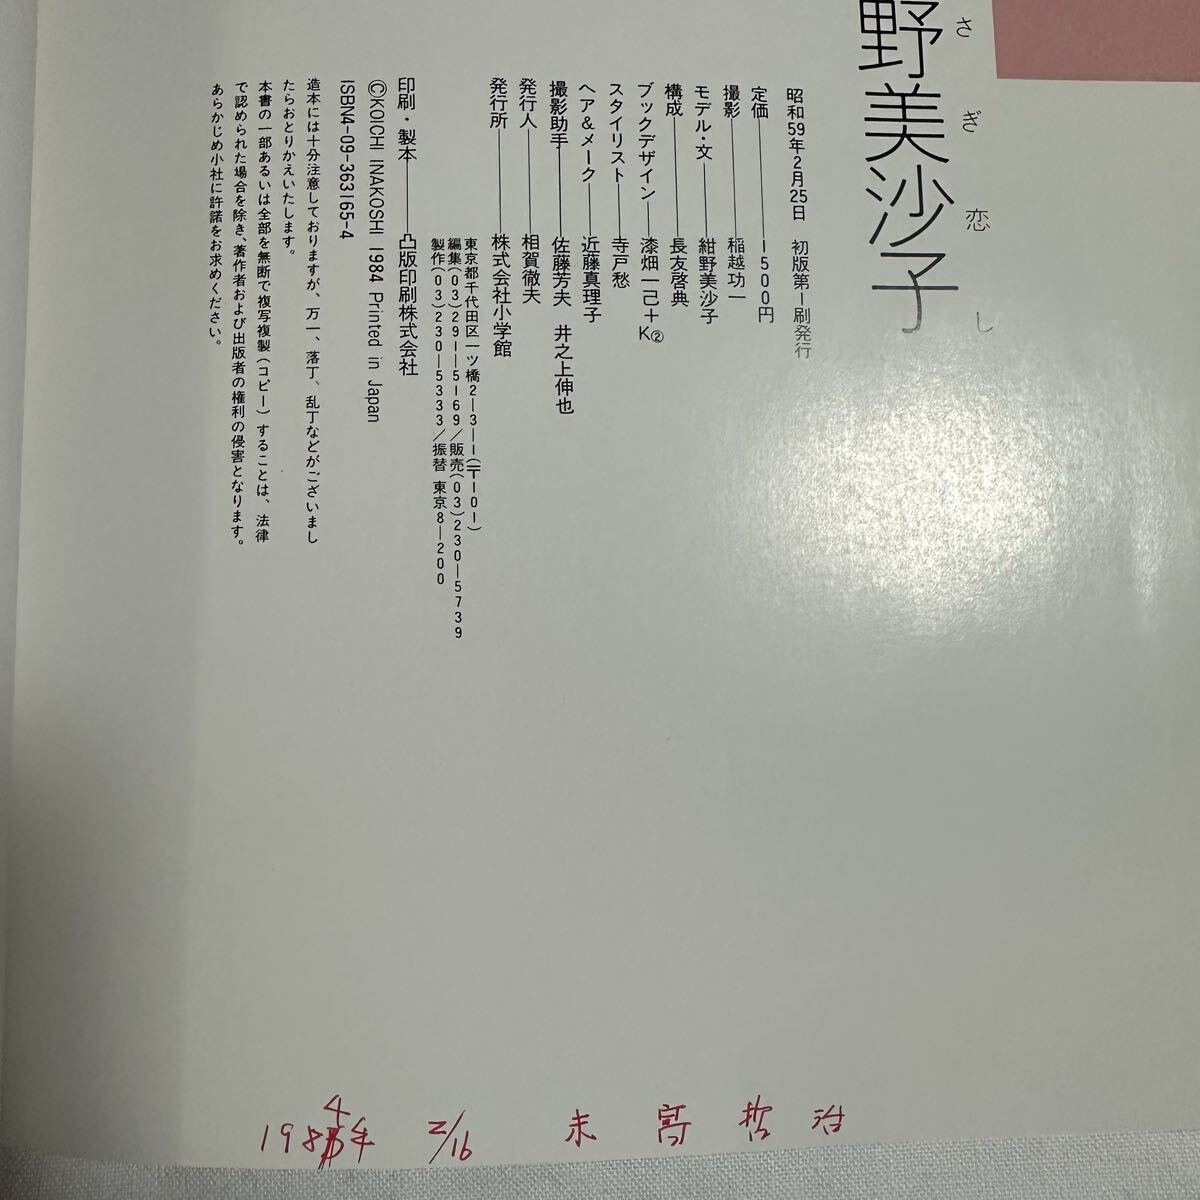 さぎ恋し
野美沙子
昭和59年2月25日 初版第1刷発行
定価――1500円
撮影――稲越功一
モデル・文――紺野美沙子
構成――長友啓典
ブックデザイン――漆畑一己+K②
スタイリスト――寺戸愁
ヘア&メーク――近藤真理子
撮影助手――佐藤芳夫 井之上伸也
発行人――相賀徹夫
発行所――株式会社小学館
東京都千代田区一ツ橋2―3―1(〒101)
編集(03)291―5169/販売(03)230―5739
製作(03)230―5333/振替 東京8―200
印刷・製本――凸版印刷株式会社
©KOICHI INAKOSHI 1984 Printed in Japan
ISBN4-09-363165-4
造本には十分注意しておりますが、万一、落丁、乱丁などがございまし
たらおとりかえいたします。
本書の一部あるいは全部を無断で複写複製(コピー)することは、法律
で認められた場合を除き、著作者および出版者の権利の侵害となります。
あらかじめ小社に許諾をお求めください。
1984年 2/16 末高哲治